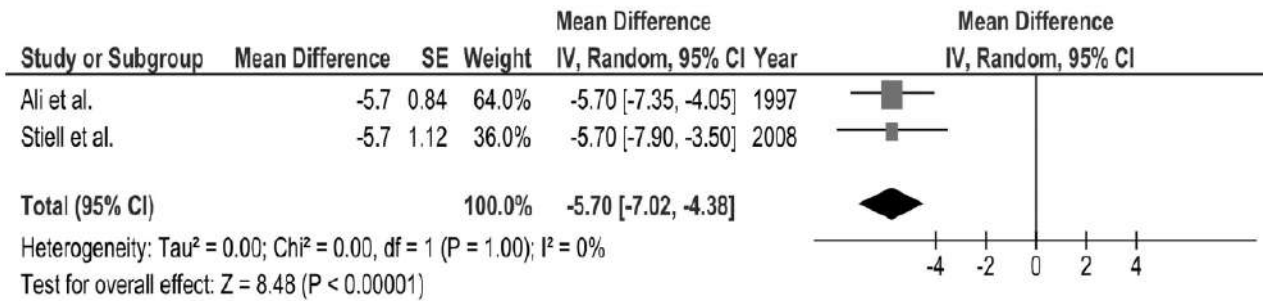 Mean Difference Mean Difference
Study or Subgroup Mean Difference SE Weight IV, Random, 95% CI Year IV, Random, 95% CI
Ali et al. -5.7 0.84 64.0% -5.70 [-7.35, -4.05] 1997
Stiell et al. -5.7 1.12 36.0% -5.70 [-7.90, -3.50] 2008
Total (95% CI) 100.0% -5.70 [-7.02, -4.38]
Heterogeneity: Tau² = 0.00; Chi² = 0.00, df = 1 (P = 1.00); I² = 0%
Test for overall effect: Z = 8.48 (P < 0.00001)
-4 -2 0 2 4